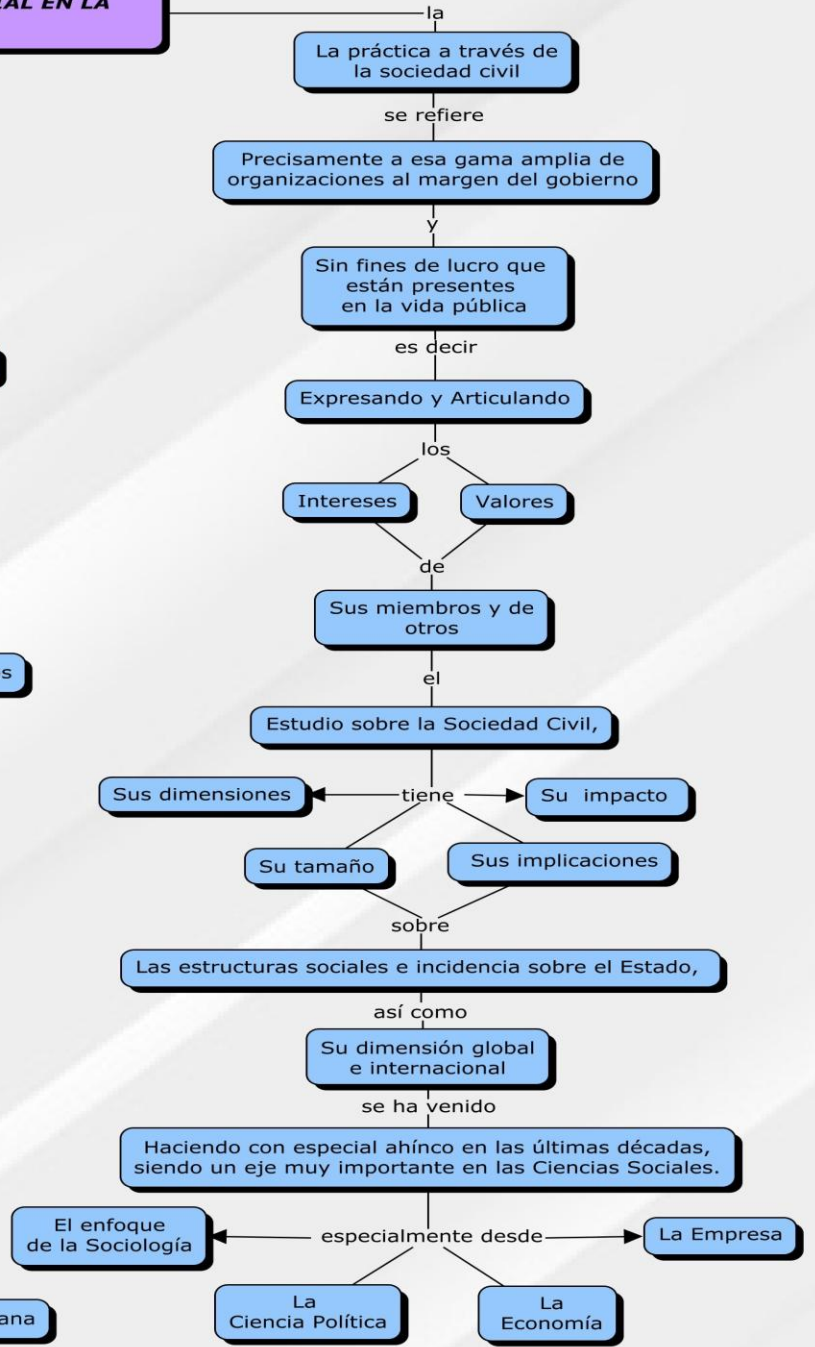 AL EN LA
la
La práctica a través de
la sociedad civil
se refiere
Precisamente a esa gama amplia de
organizaciones al margen del gobierno
y
Sin fines de lucro que
están presentes
en la vida pública
es decir
Expresando y Articulando
los
Intereses
Valores
de
Sus miembros y de
otros
el
s
Estudio sobre la Sociedad Civil,
Sus dimensiones
tiene
Su impacto
Su tamaño
Sus implicaciones
sobre
Las estructuras sociales e incidencia sobre el Estado,
así como
Su dimensión global
e internacional
se ha venido
Haciendo con especial ahínco en las últimas décadas,
siendo un eje muy importante en las Ciencias Sociales.
El enfoque
de la Sociología
especialmente desde
La Empresa
La
Ciencia Política
La
Economía
ana